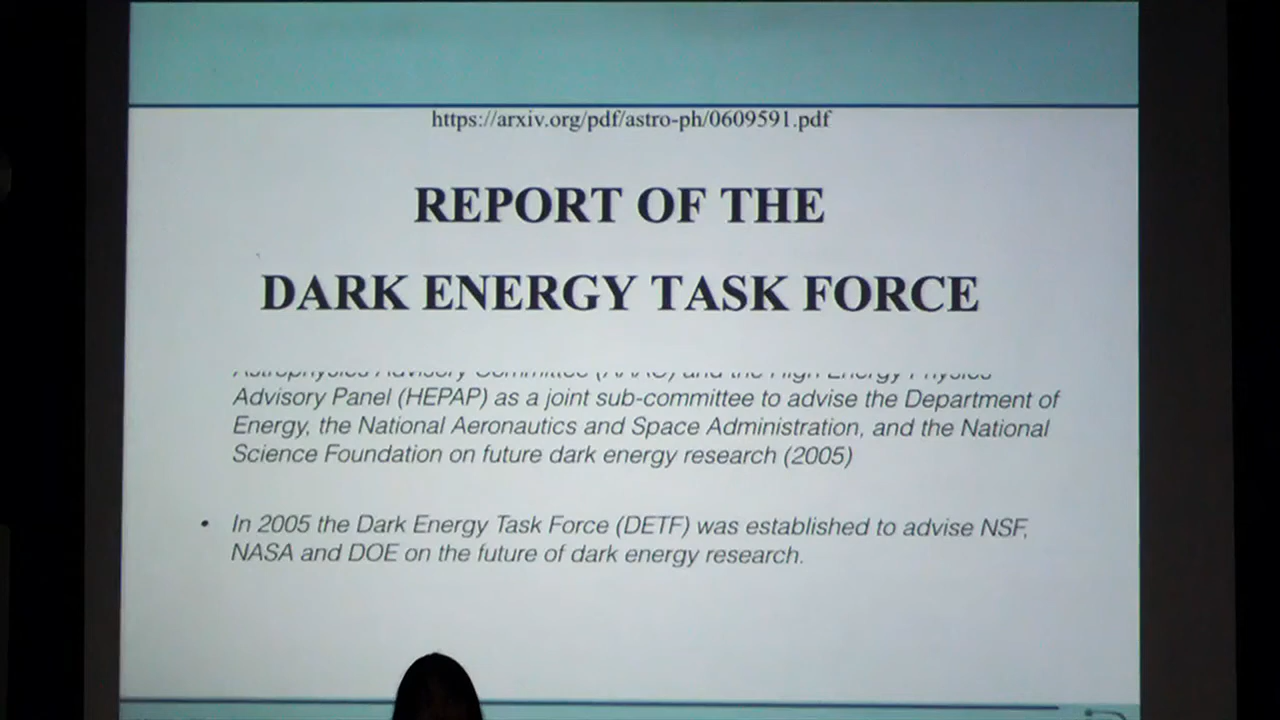 https://arxiv.org/pdf/astro-ph/0609591.pdf
REPORT OF THE
DARK ENERGY TASK FORCE
Astrophysics Advisory Committee (AAAC) and the High Energy Physics
Advisory Panel (HEPAP) as a joint sub-committee to advise the Department of
Energy, the National Aeronautics and Space Administration, and the National
Science Foundation on future dark energy research (2005)
• In 2005 the Dark Energy Task Force (DETF) was established to advise NSF,
NASA and DOE on the future of dark energy research.